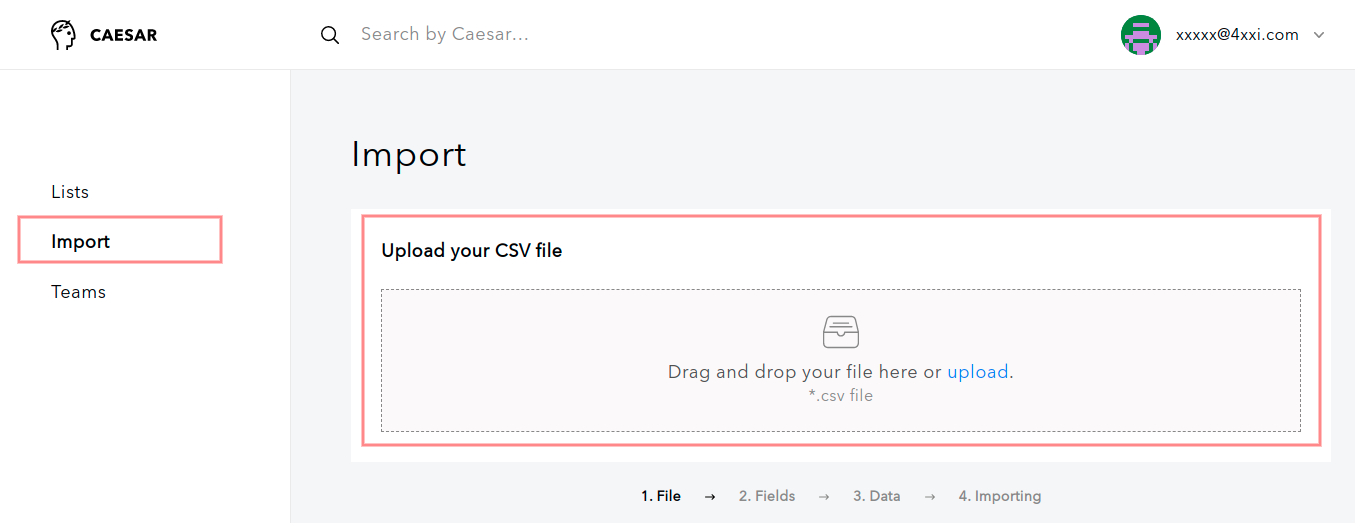 CAESAR
Search by Caesar...
xxxxx@4xxi.com
Lists
Import
Teams
Import
Upload your CSV file
Drag and drop your file here or upload.
*.csv file
1. File → 2. Fields → 3. Data → 4. Importing